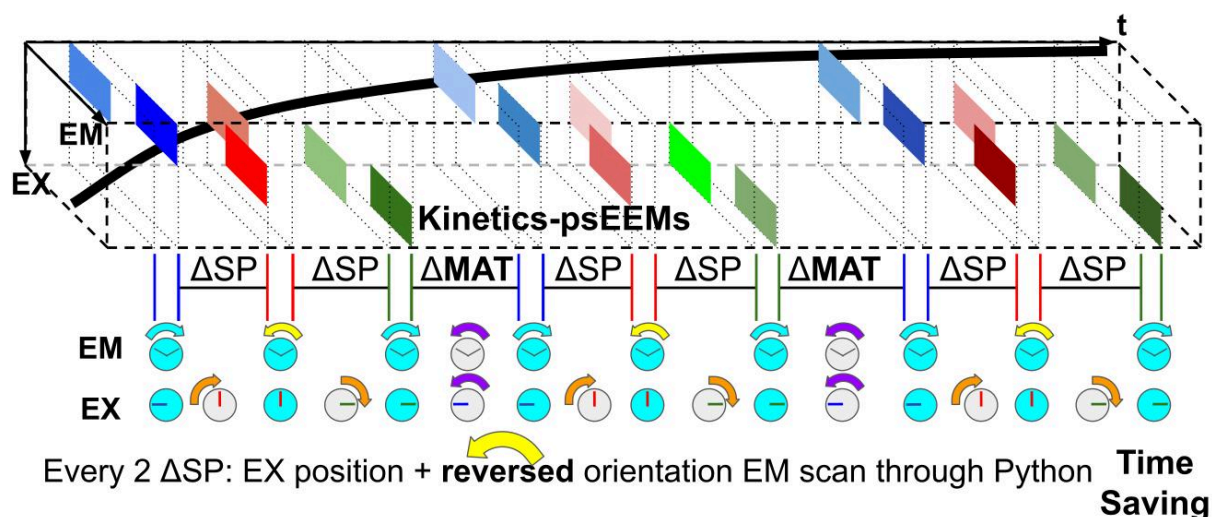 t
EM
EX
Kinetics-psEEMs
ΔSP ΔSP ΔMAT ΔSP ΔSP ΔMAT ΔSP ΔSP
EM
EX
Every 2 ΔSP: EX position + reversed orientation EM scan through Python
Time
Saving